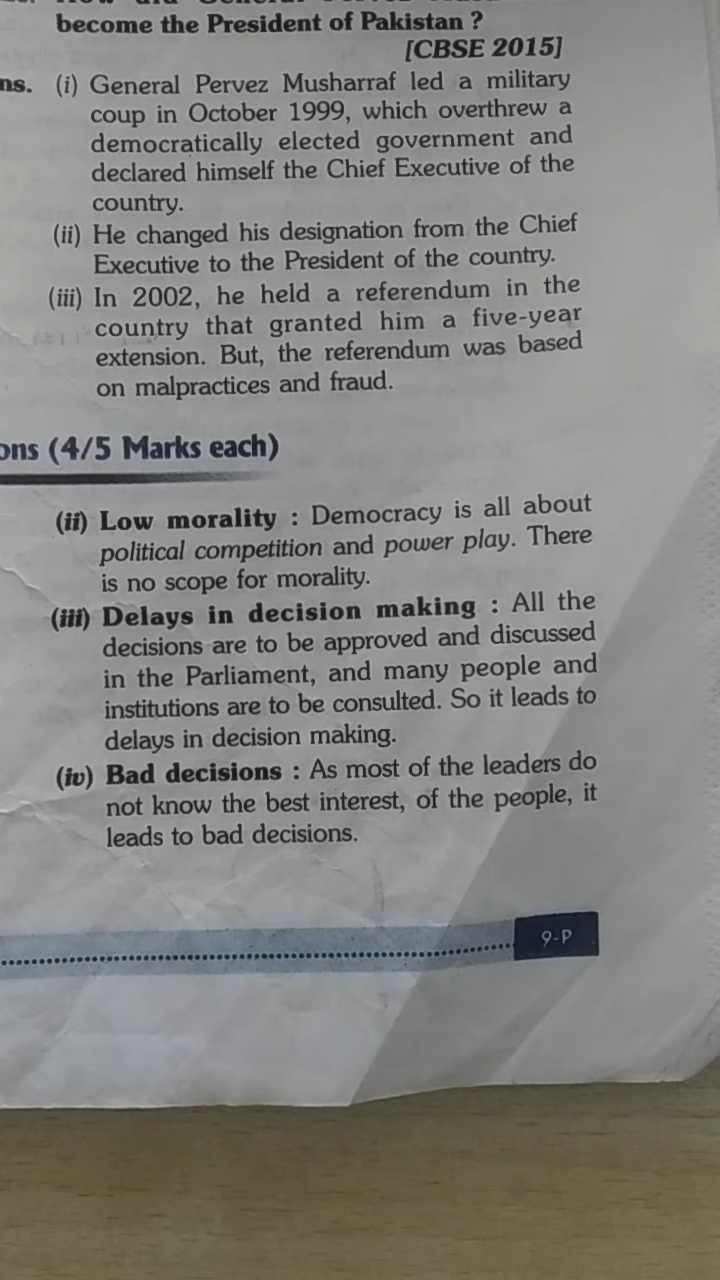 become the President of Pakistan ?
[CBSE 2015]
ns. (i) General Pervez Musharraf led a military
coup in October 1999, which overthrew a
democratically elected government and
declared himself the Chief Executive of the
country.
(ii) He changed his designation from the Chief
Executive to the President of the country.
(iii) In 2002, he held a referendum in the
country that granted him a five-year
extension. But, the referendum was based
on malpractices and fraud.
ons (4/5 Marks each)
(ii) Low morality : Democracy is all about
political competition and power play. There
is no scope for morality.
(iii) Delays in decision making : All the
decisions are to be approved and discussed
in the Parliament, and many people and
institutions are to be consulted. So it leads to
delays in decision making.
(iv) Bad decisions : As most of the leaders do
not know the best interest, of the people, it
leads to bad decisions.
9-P